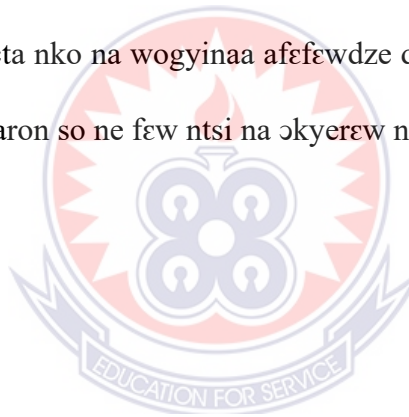 ta nko na wogyinaa afɛfɛwdze
aron so ne fɛw ntsi na ɔkyerɛw n
EDUCATION FOR SERVICE